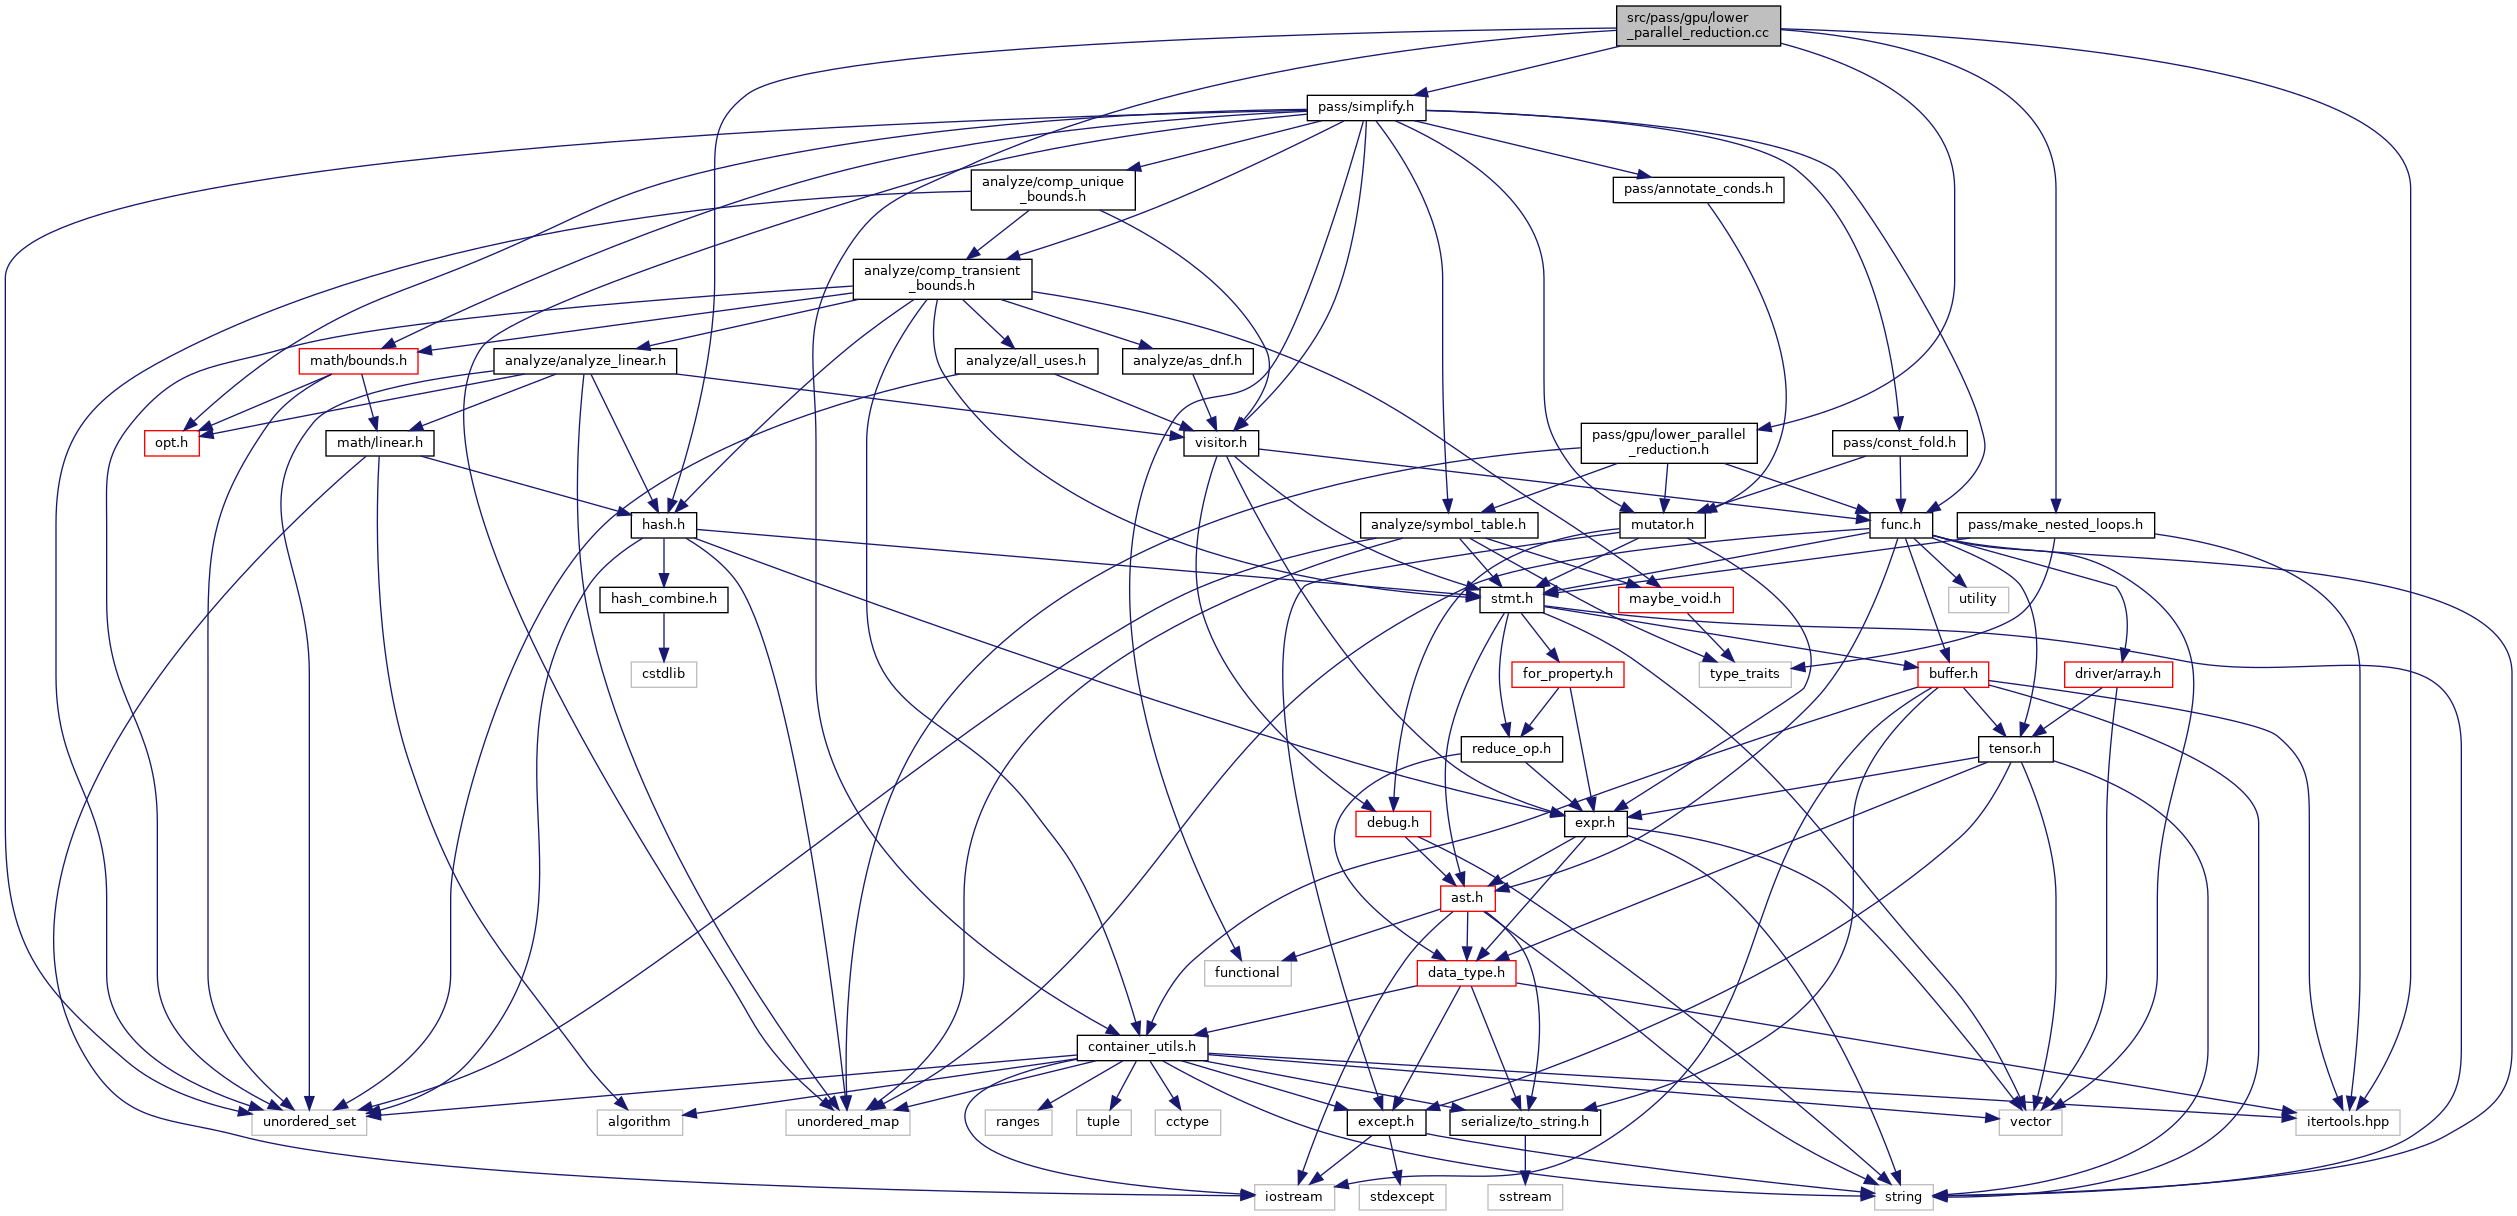 src/pass/gpu/lower
_parallel_reduction.cc
pass/simplify.h
analyze/comp_unique
_bounds.h
pass/annotate_conds.h
analyze/comp_transient
_bounds.h
math/bounds.h
analyze/analyze_linear.h
analyze/all_uses.h
analyze/as_dnf.h
opt.h
math/linear.h
visitor.h
pass/gpu/lower_parallel
_reduction.h
pass/const_fold.h
hash.h
analyze/symbol_table.h
mutator.h
func.h
pass/make_nested_loops.h
hash_combine.h
stmt.h
maybe_void.h
utility
cstdlib
for_property.h
type_traits
buffer.h
driver/array.h
reduce_op.h
tensor.h
debug.h
expr.h
ast.h
functional
data_type.h
container_utils.h
unordered_set
algorithm
unordered_map
ranges
tuple
cctype
except.h
serialize/to_string.h
vector
itertools.hpp
iostream
stdexcept
sstream
string